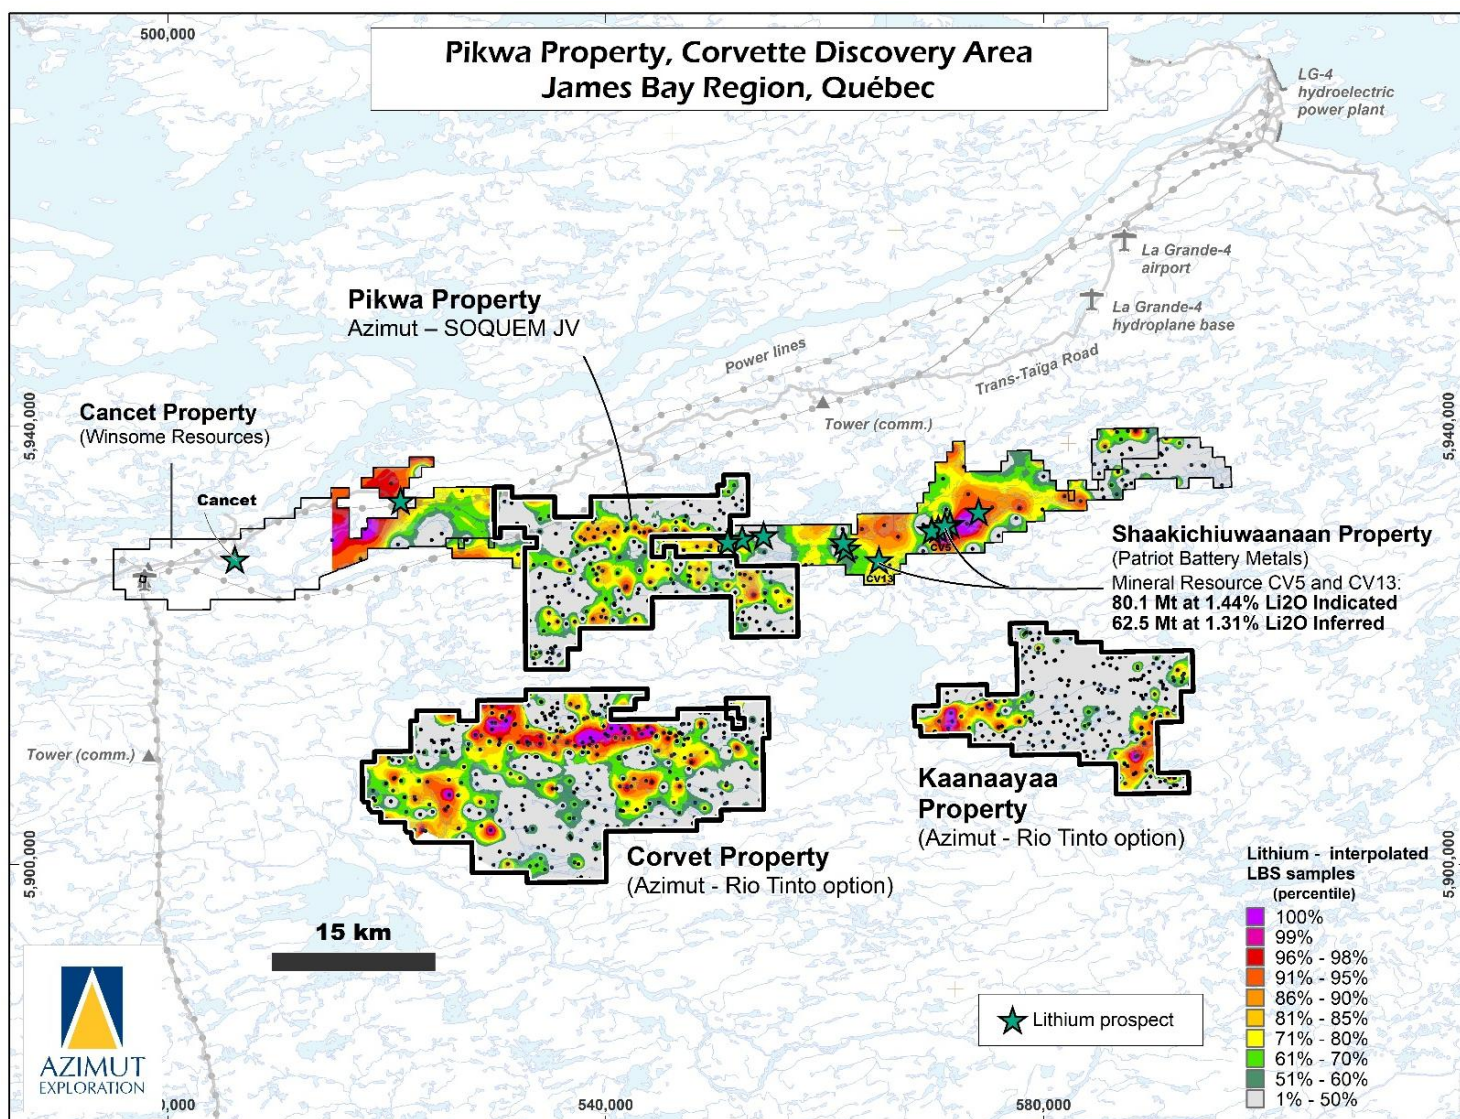 500,000
Pikwa Property, Corvette Discovery Area
James Bay Region, Québec
LG-4
hydroelectric
power plant
La Grande-4
airport
La Grande-4
hydroplane base
Pikwa Property
Azimut – SOQUEM JV
Power lines
Trans-Taïga Road
Tower (comm.)
5,940,000
5,940,000
Cancet Property
(Winsome Resources)
Cancet
CV5
CV13
Shaakichiuwaanaan Property
(Patriot Battery Metals)
Mineral Resource CV5 and CV13:
80.1 Mt at 1.44% Li2O Indicated
62.5 Mt at 1.31% Li2O Inferred
Tower (comm.)
Kaanaayaa
Property
(Azimut - Rio Tinto option)
Corvet Property
(Azimut - Rio Tinto option)
5,900,000
5,900,000
15 km
Lithium - interpolated
LBS samples
(percentile)
100%
99%
96% - 98%
91% - 95%
86% - 90%
81% - 85%
71% - 80%
61% - 70%
51% - 60%
1% - 50%
Lithium prospect
AZIMUT
EXPLORATION
540,000
580,000